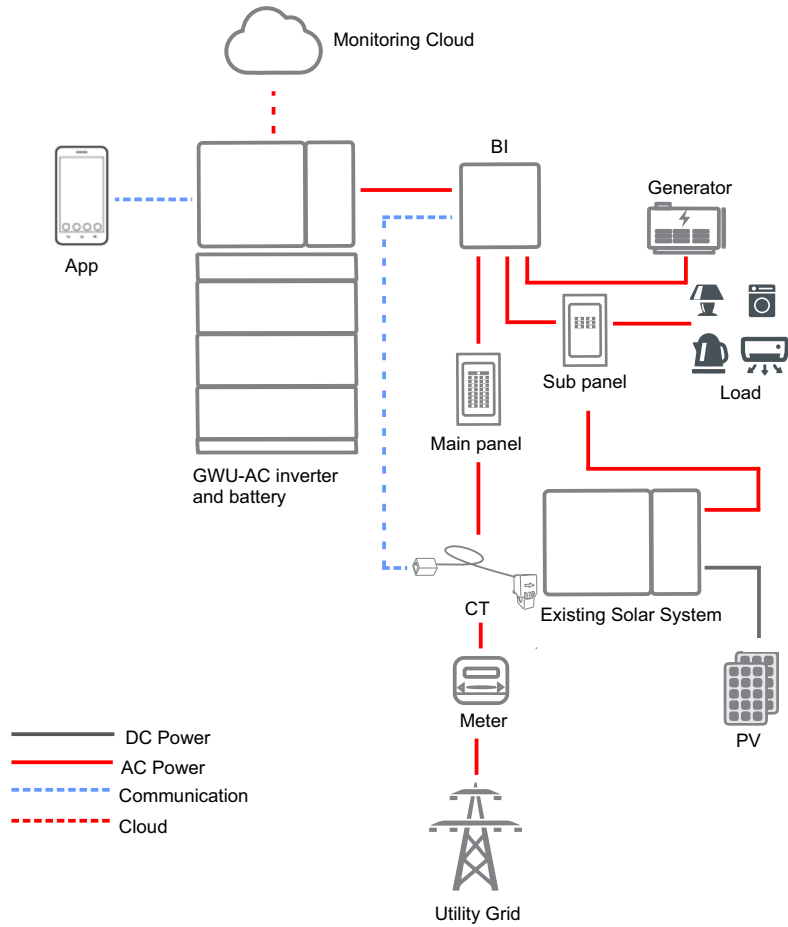 Monitoring Cloud
BI
Generator
App
Sub panel
Load
Main panel
GWU-AC inverter
and battery
CT
Existing Solar System
Meter
PV
DC Power
AC Power
Communication
Cloud
Utility Grid